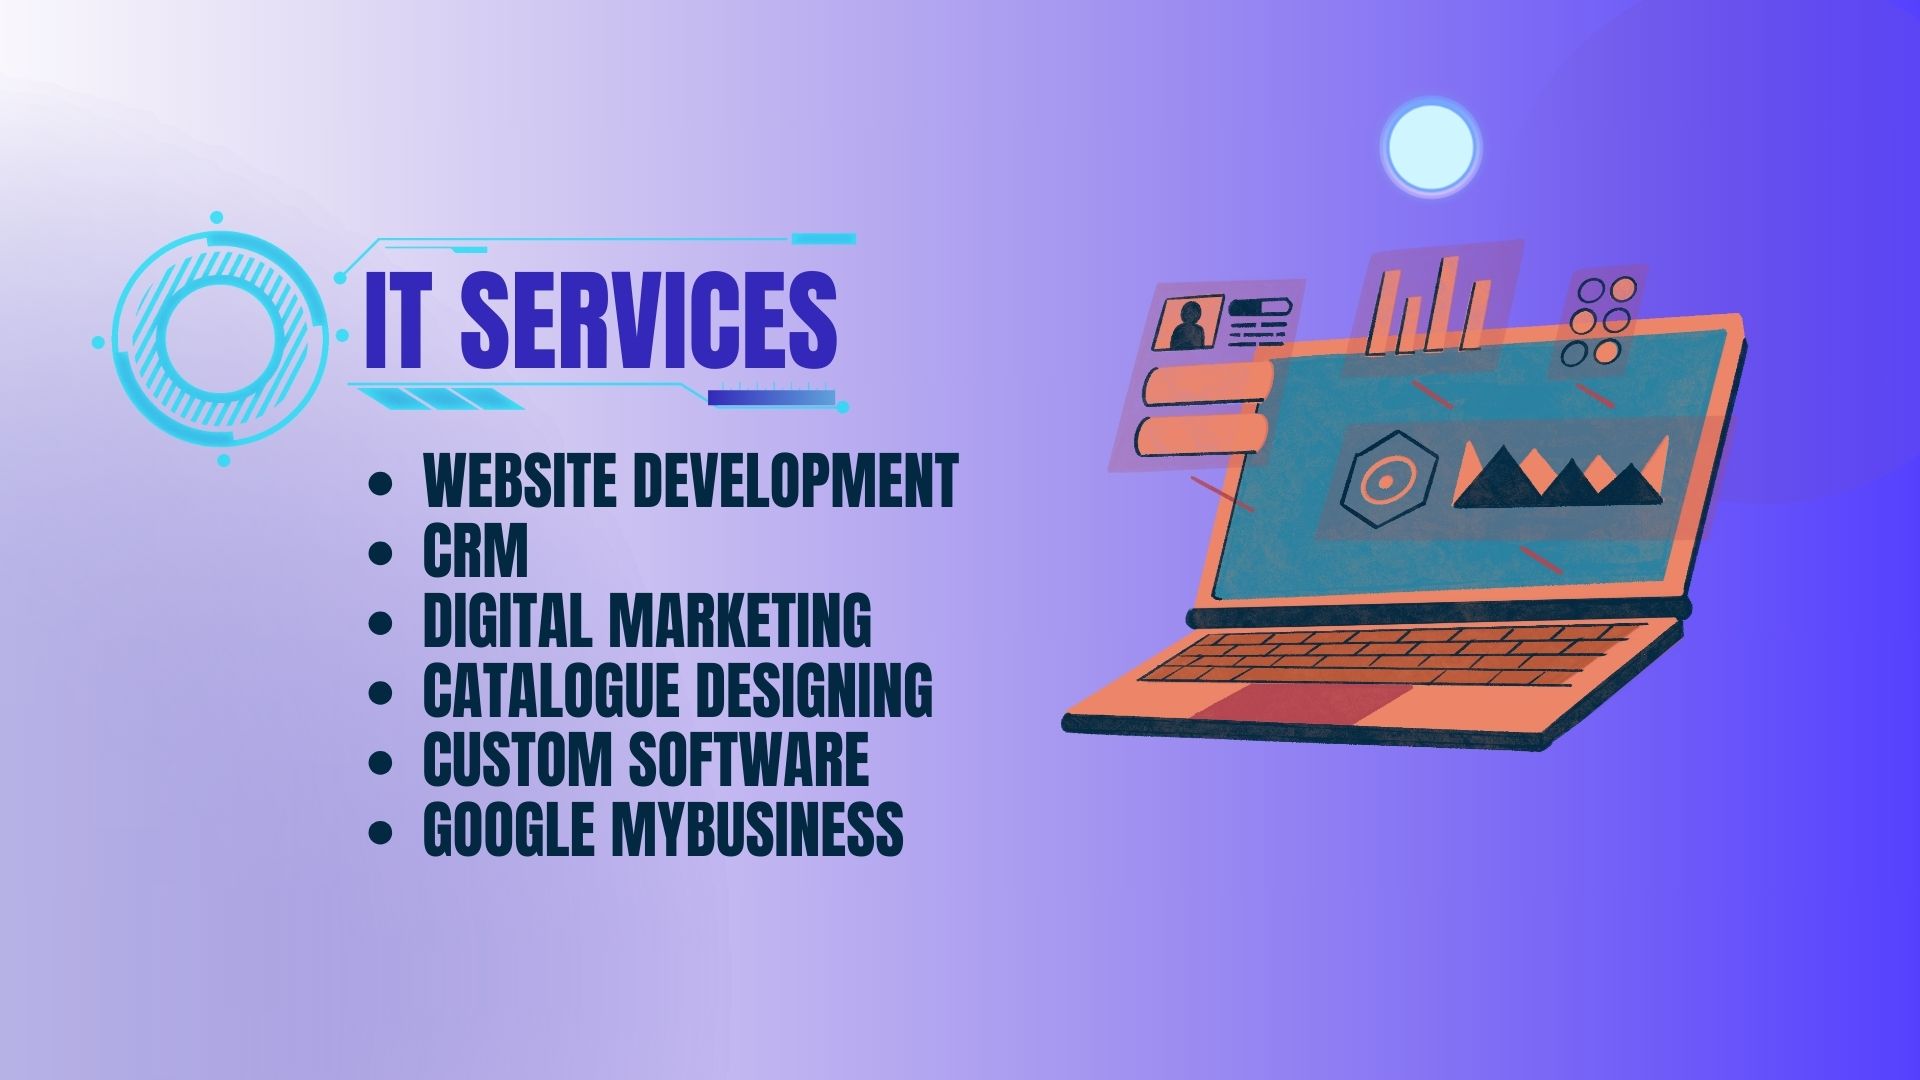 IT SERVICES
WEBSITE DEVELOPMENT
CRM
DIGITAL MARKETING
CATALOGUE DESIGNING
CUSTOM SOFTWARE
GOOGLE MYBUSINESS